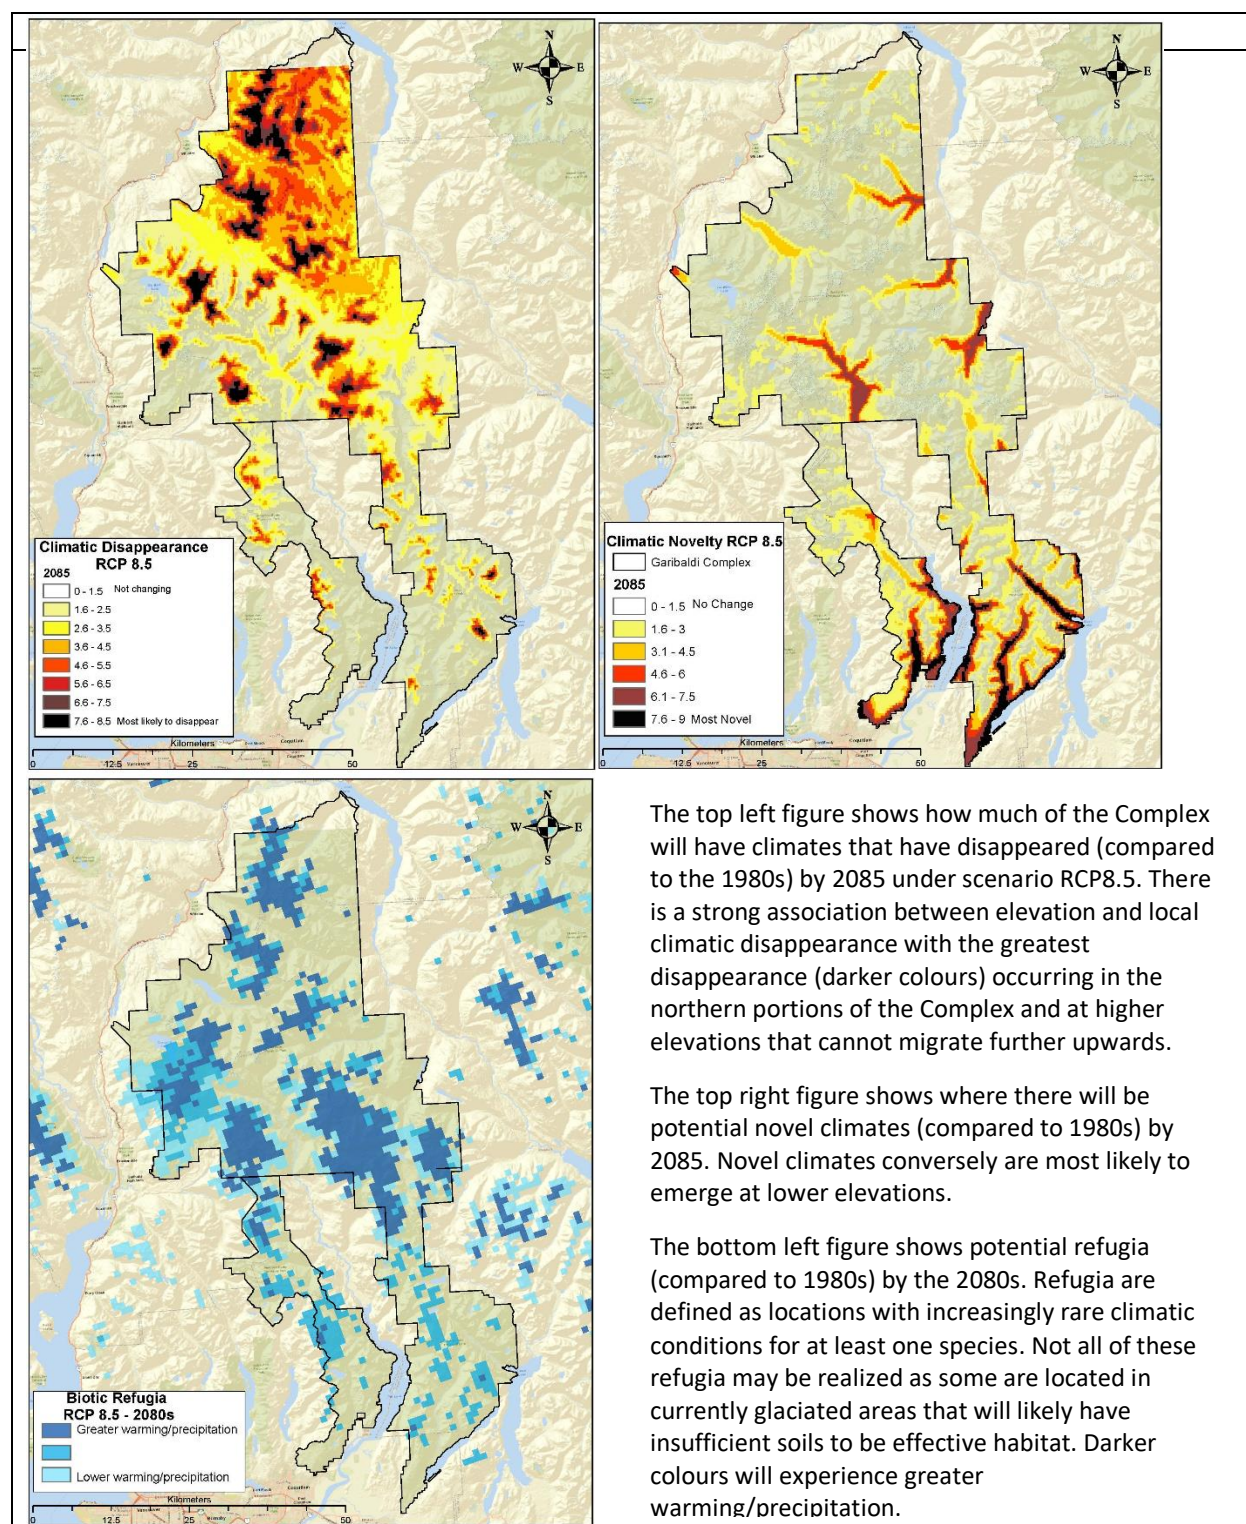 N
W E
S
Climatic Disappearance
RCP 8.5
2085
0 - 1.5 Not changing
1.6 - 2.5
2.6 - 3.5
3.6 - 4.5
4.6 - 5.5
5.6 - 6.5
6.6 - 7.5
7.6 - 8.5 Most likely to disappear
Kilometers
0 12.5 25 50
Vancouver
Coquitlam
N
W E
S
Climatic Novelty RCP 8.5
Garibaldi Complex
2085
0 - 1.5 No Change
1.6 - 3
3.1 - 4.5
4.6 - 6
6.1 - 7.5
7.6 - 9 Most Novel
Kilometers
0 12.5 25 50
Vancouver
N
W E
S
Biotic Refugia
RCP 8.5 - 2080s
Greater warming/precipitation
Lower warming/precipitation
Kilometers
0 12.5 25 50
The top left figure shows how much of the Complex
will have climates that have disappeared (compared
to the 1980s) by 2085 under scenario RCP8.5. There
is a strong association between elevation and local
climatic disappearance with the greatest
disappearance (darker colours) occurring in the
northern portions of the Complex and at higher
elevations that cannot migrate further upwards.
The top right figure shows where there will be
potential novel climates (compared to 1980s) by
2085. Novel climates conversely are most likely to
emerge at lower elevations.
The bottom left figure shows potential refugia
(compared to 1980s) by the 2080s. Refugia are
defined as locations with increasingly rare climatic
conditions for at least one species. Not all of these
refugia may be realized as some are located in
currently glaciated areas that will likely have
insufficient soils to be effective habitat. Darker
colours will experience greater
warming/precipitation.